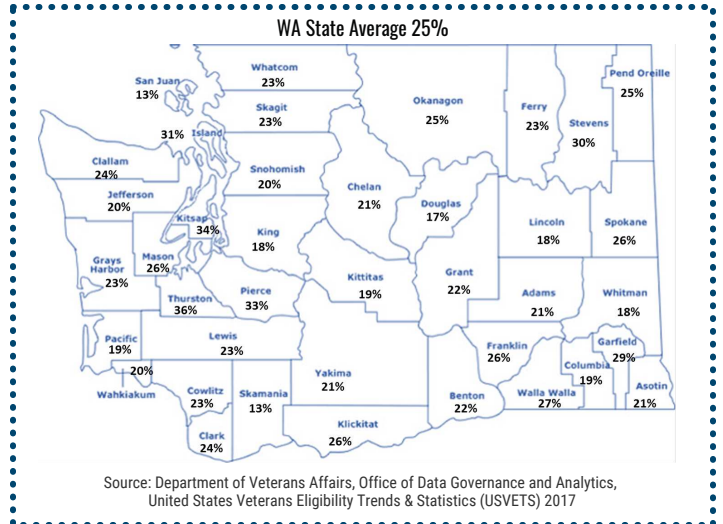 WA State Average 25%
Whatcom
23%
San Juan
13%
Skagit
23%
31% Island
Okanagon
25%
Ferry
23%
Stevens
30%
Pend Oreille
25%
Clallam
24%
Jefferson
20%
Snohomish
20%
Chelan
21%
Douglas
17%
Kitsap
34%
King
18%
Lincoln
18%
Spokane
26%
Grays
Harbor
23%
Mason
26%
Thurston
36%
Pierce
33%
Kittitas
19%
Grant
22%
Adams
21%
Whitman
18%
Pacific
19%
Lewis
23%
20%
Wahkiakum
Cowlitz
23%
Skamania
13%
Yakima
21%
Franklin
26%
Benton
22%
Walla Walla
27%
Columbia
19%
Garfield
29%
Asotin
21%
Clark
24%
Klickitat
26%
Source: Department of Veterans Affairs, Office of Data Governance and Analytics,
United States Veterans Eligibility Trends & Statistics (USVETS) 2017